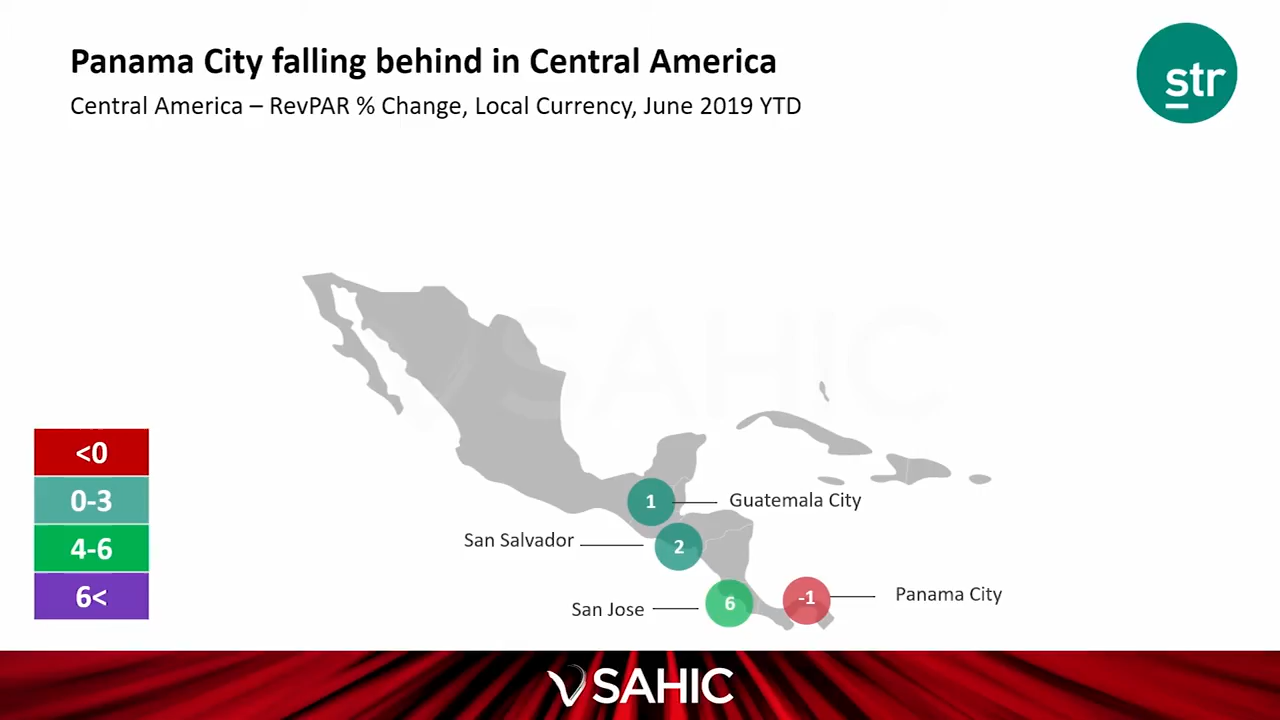 Panama City falling behind in Central America
Central America – RevPAR % Change, Local Currency, June 2019 YTD
str
SAHIC
<0
0-3
4-6
6<
1
Guatemala City
San Salvador
2
San Jose
6
-1
Panama City
SAHIC